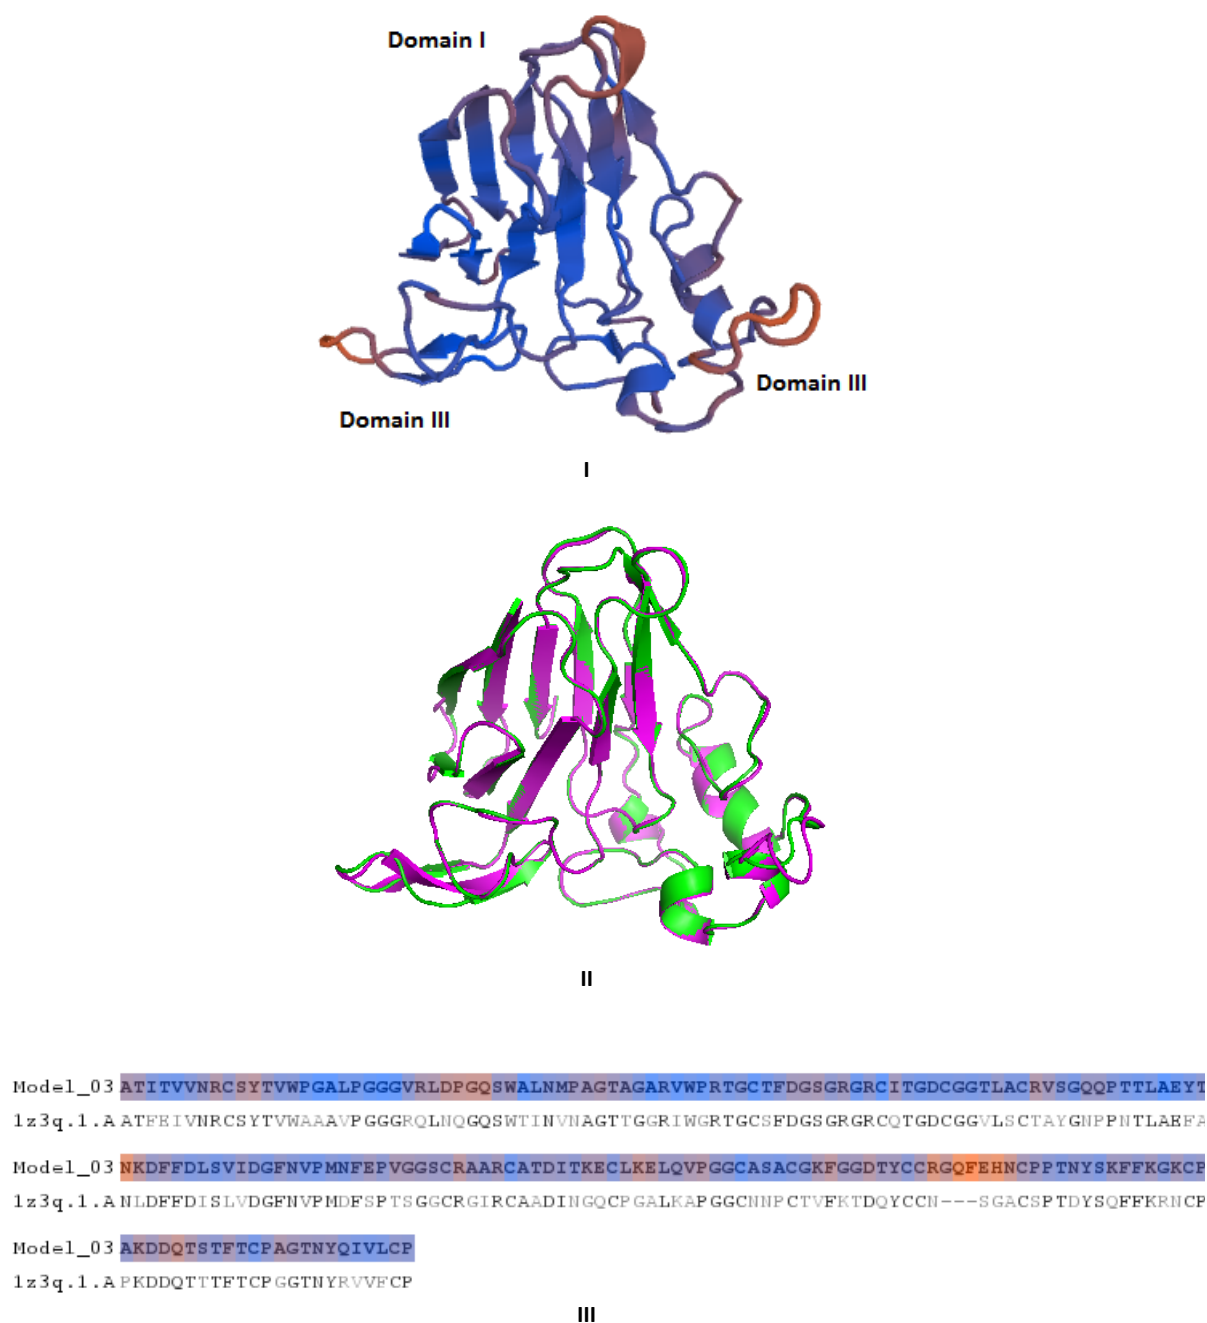 Domain I
Domain III
Domain III
I
II
Model_03 ATITVVNRCSYTVWPGALPGGGVRLDPGQSWALNMPAGTAGARVWPRTGCTFDGSGRGRCITGDCGGTLACRVSGQQPTTLAEYT
1z3q.1.A ATFEIVNRCSYTVWAAAVPGGGRQLNQGQSWTINVNAGTTGGRIWGRTGCSFDGSGRGRCQTGDCGGVLSCTAYGNPPNTLAEFA
Model_03 NKDFFDLSVIDGFNVPMNFEPVGGSCRAARCATDITKECLKELQVPGGCASACGKFGGDTYCCRGQFEHNCPPTNYSKFFKGKCP
1z3q.1.A NLDFFDISLVDGFNVPMDFSPTSGGCRGIRCAADINGQCPGALKAPGGCNNPCTVFKTDQYCCN---SGACSPTDYSQFFKRNCP
Model_03 AKDDQTSTFTCPAGTNYQIVLCP
1z3q.1.A PKDDQTTTFTCPGGTNYRVVFCP
III